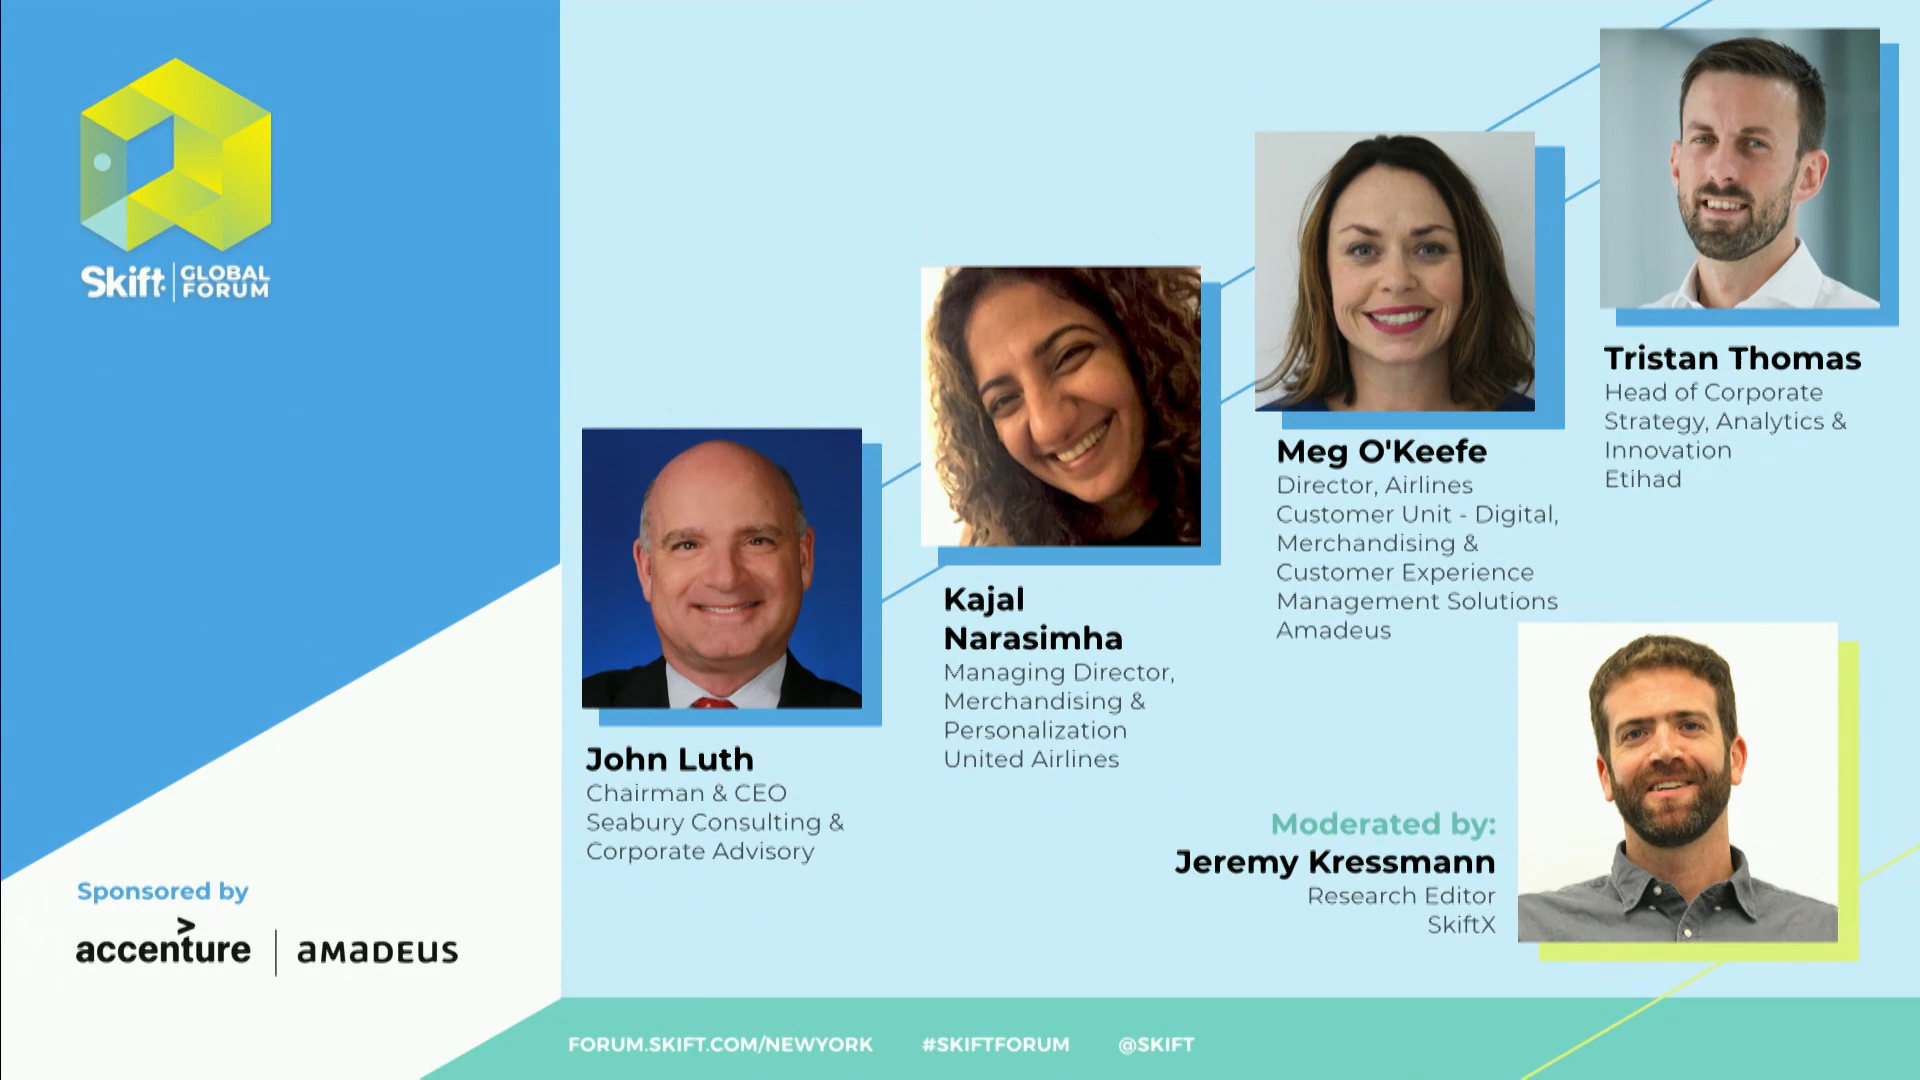 Skift: GLOBAL
FORUM
Sponsored by
accenture
amadeus
John Luth
Chairman & CEO
Seabury Consulting &
Corporate Advisory
Kajal
Narasimha
Managing Director,
Merchandising &
Personalization
United Airlines
Meg O'Keefe
Director, Airlines
Customer Unit - Digital,
Merchandising &
Customer Experience
Management Solutions
Amadeus
Tristan Thomas
Head of Corporate
Strategy, Analytics &
Innovation
Etihad
Moderated by:
Jeremy Kressmann
Research Editor
SkiftX
FORUM.SKIFT.COM/NEWYORK #SKIFTFORUM @SKIFT